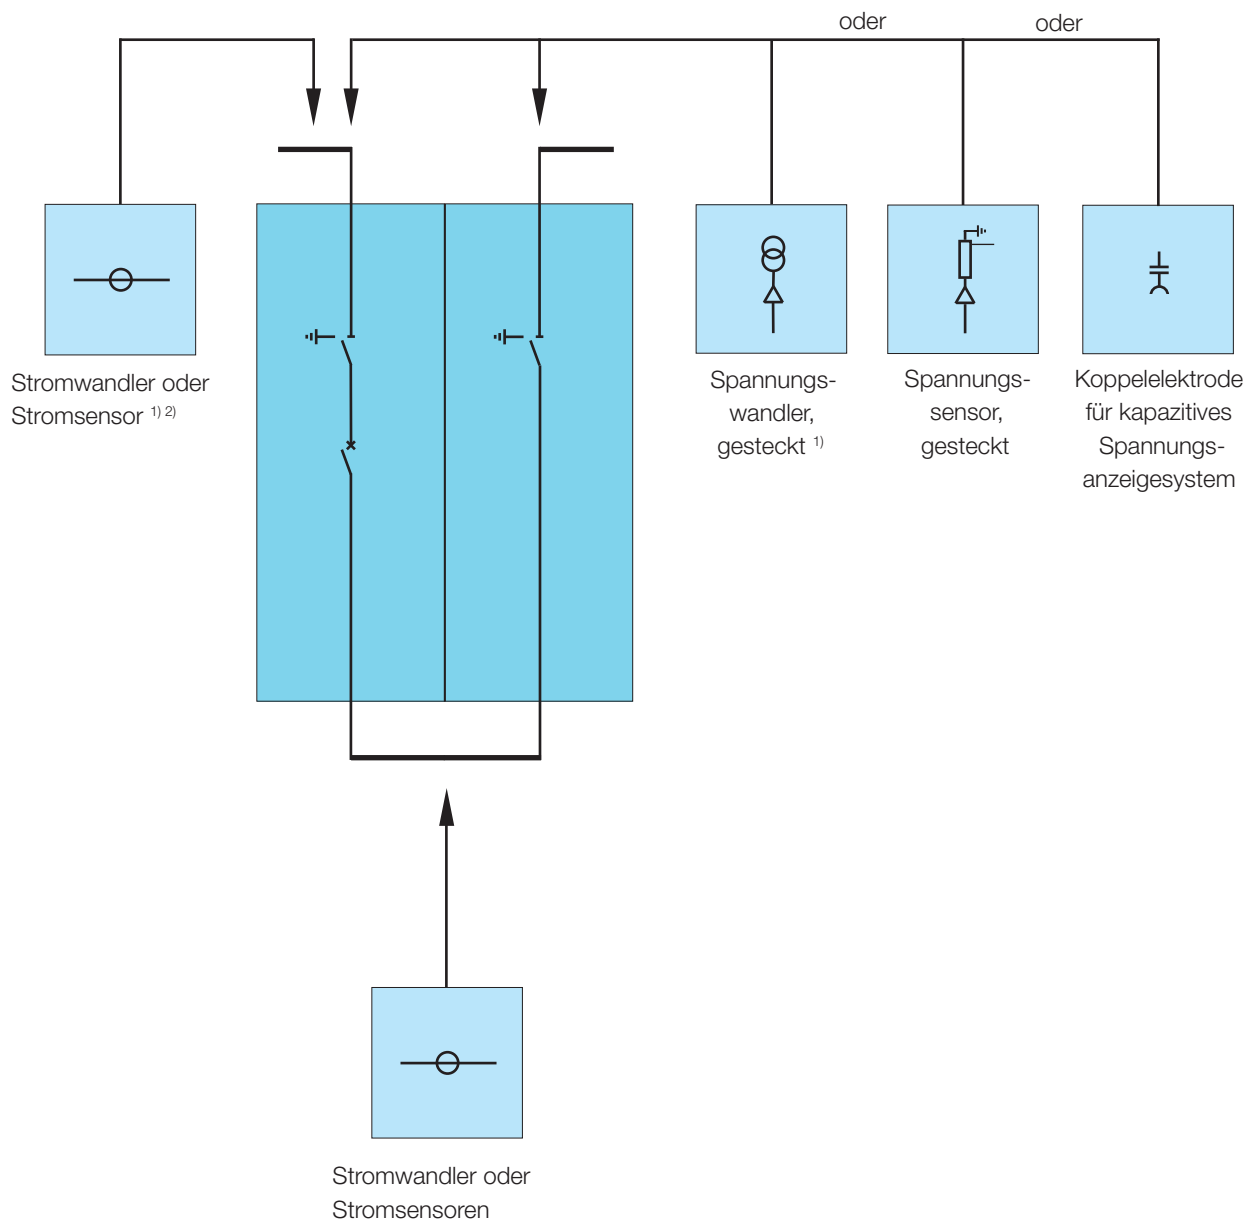 oder
oder
Stromwandler oder
Stromsensor 1) 2)
Spannungs-
wandler,
gesteckt 1)
Spannungs-
sensor,
gesteckt
Koppelelektrode
für kapazitives
Spannungs-
anzeigesystem
Stromwandler oder
Stromsensoren